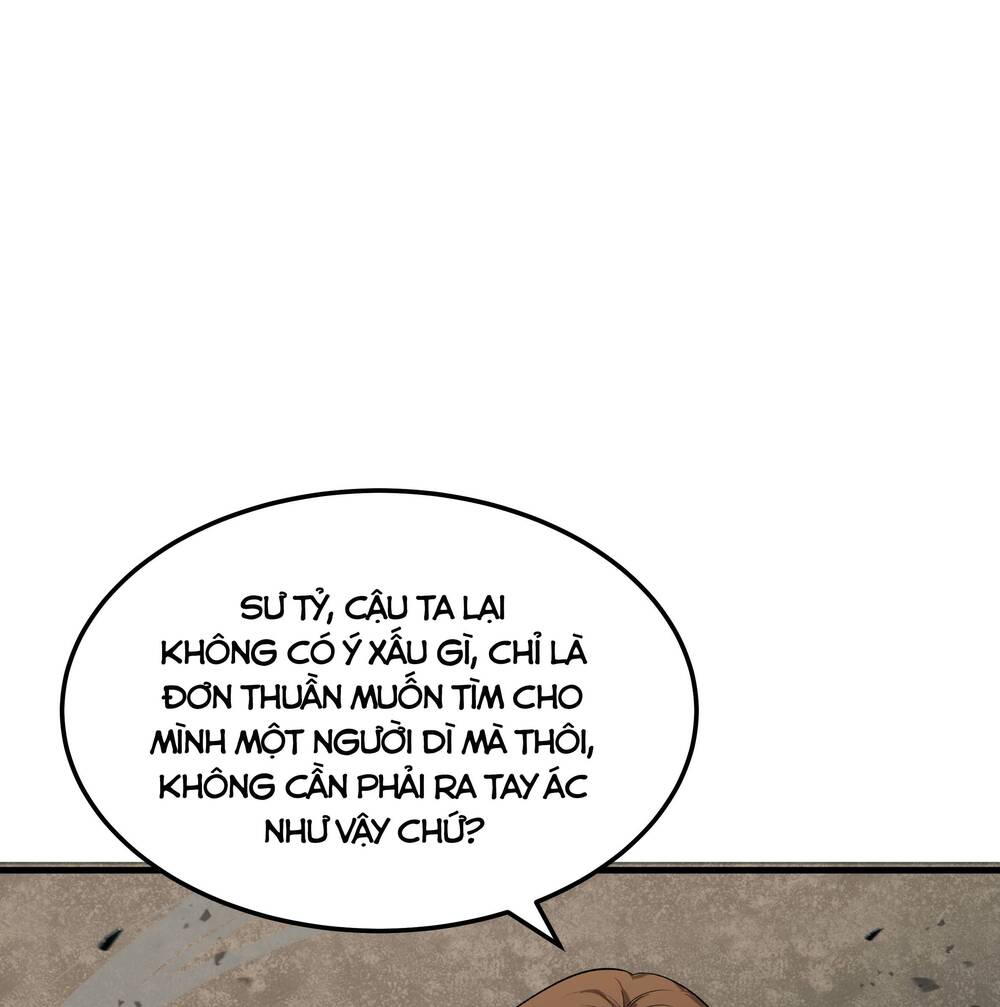 SƯ TỶ, CẬU TA LẠI
KHÔNG CÓ Ý XẤU GÌ, CHỈ LÀ
ĐƠN THUẦN MUỐN TÌM CHO
MÌNH MỘT NGƯỜI DÌ MÀ THÔI,
KHÔNG CẦN PHẢI RA TAY ÁC
NHƯ VẬY CHỨ?